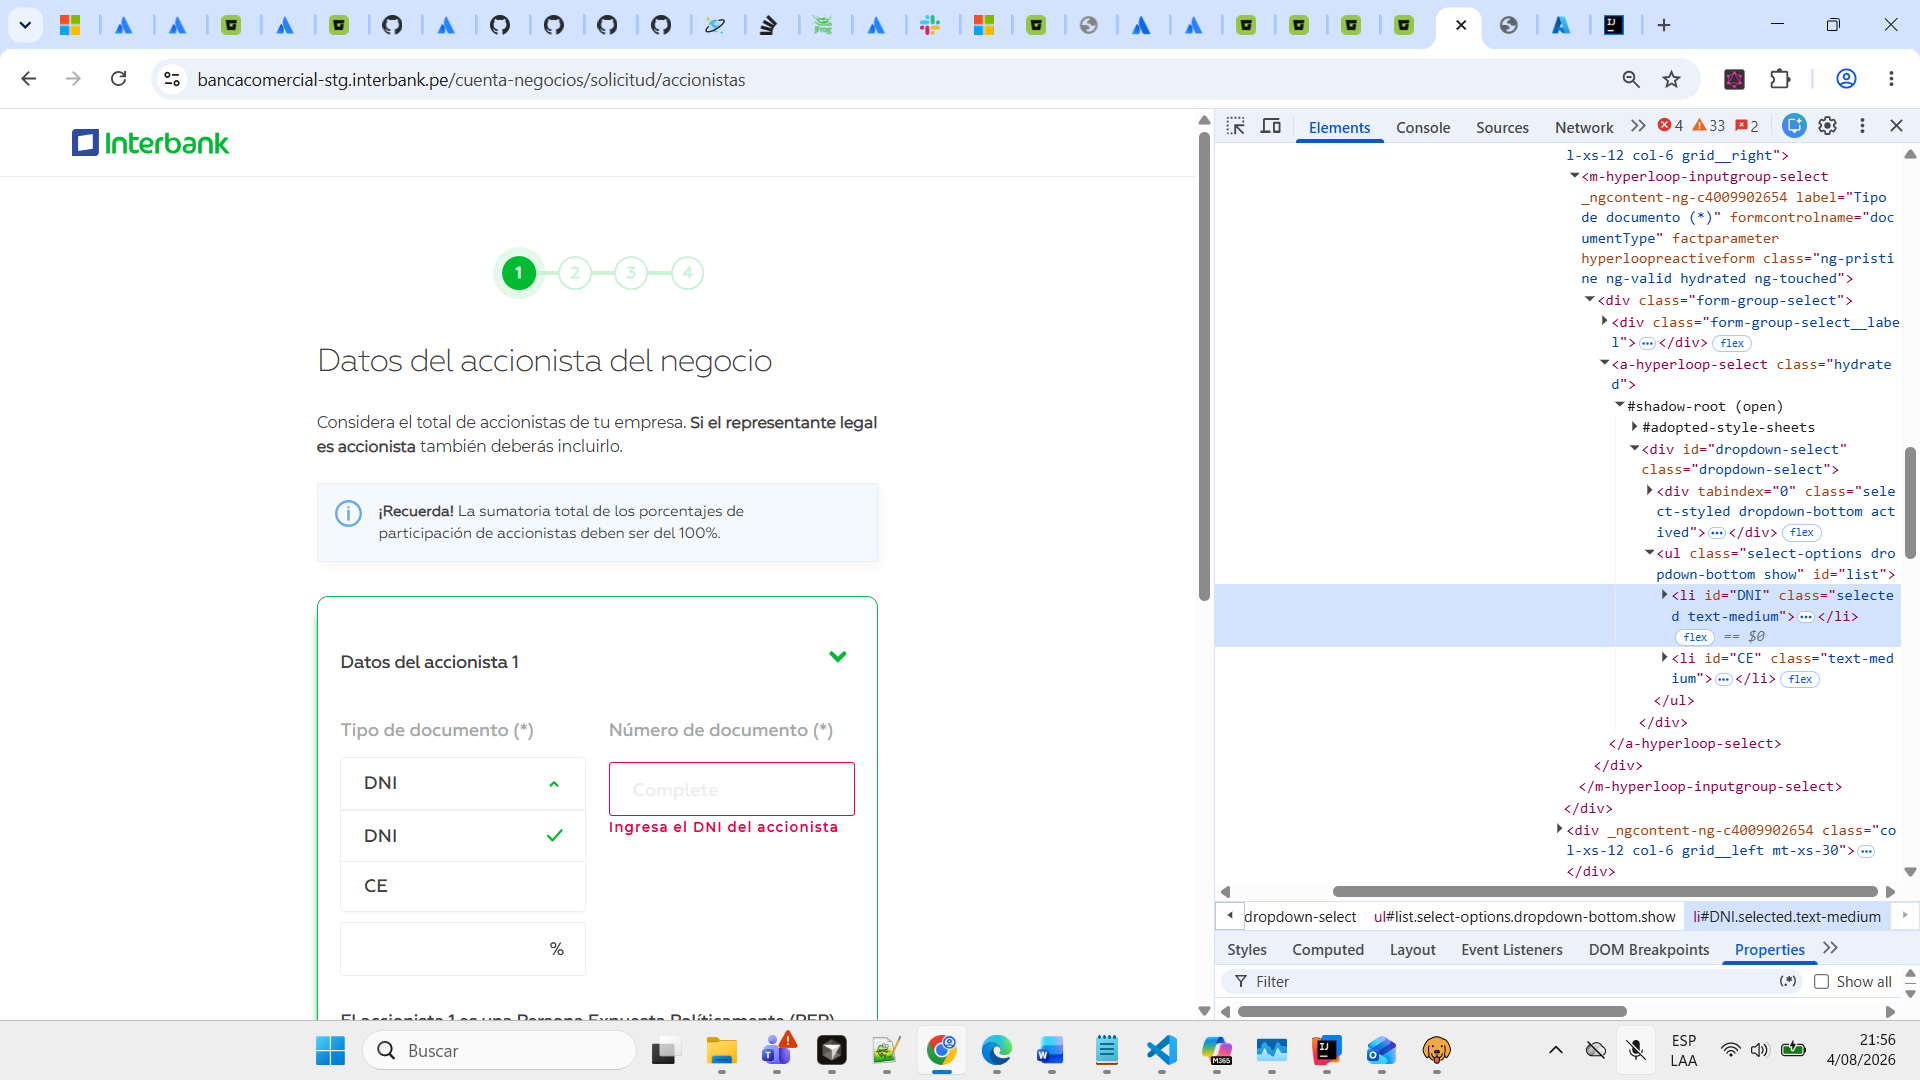 bancacomercial-stg.interbank.pe/cuenta-negocios/solicitud/accionistas
Interbank
1
2
3
4
Datos del accionista del negocio
Considera el total de accionistas de tu empresa. Si el representante legal
es accionista también deberás incluirlo.
¡Recuerda! La sumatoria total de los porcentajes de
participación de accionistas deben ser del 100%.
Datos del accionista 1
Tipo de documento (*)
Número de documento (*)
DNI
Complete
DNI
Ingresa el DNI del accionista
CE
%
El accionista 1 es una Persona Expuesta Políticamente (PEP)
Elements
Console
Sources
Network
4
33
2
l-xs-12 col-6 grid__right">
<m-hyperloop-inputgroup-select
_ngcontent-ng-c4009902654 label="Tipo
de documento (*)" formcontrolname="doc
umentType" factparameter
hyperloopreactiveform class="ng-pristi
ne ng-valid hydrated ng-touched">
<div class="form-group-select">
<div class="form-group-select__labe
l">
</div>
flex
<a-hyperloop-select class="hydrate
d">
#shadow-root (open)
#adopted-style-sheets
<div id="dropdown-select"
class="dropdown-select">
<div tabindex="0" class="sele
ct-styled dropdown-bottom act
ived">
</div>
flex
<ul class="select-options dro
pdown-bottom show" id="list">
<li id="DNI" class="selecte
d text-medium">
</li>
flex
== $0
<li id="CE" class="text-med
ium">
</li>
flex
</ul>
</div>
</a-hyperloop-select>
</div>
</m-hyperloop-inputgroup-select>
</div>
<div _ngcontent-ng-c4009902654 class="co
l-xs-12 col-6 grid__left mt-xs-30">
</div>
dropdown-select
ul#list.select-options.dropdown-bottom.show
li#DNI.selected.text-medium
Styles
Computed
Layout
Event Listeners
DOM Breakpoints
Properties
Filter
(.*)
Show all
Buscar
ESP
LAA
21:56
4/08/2026